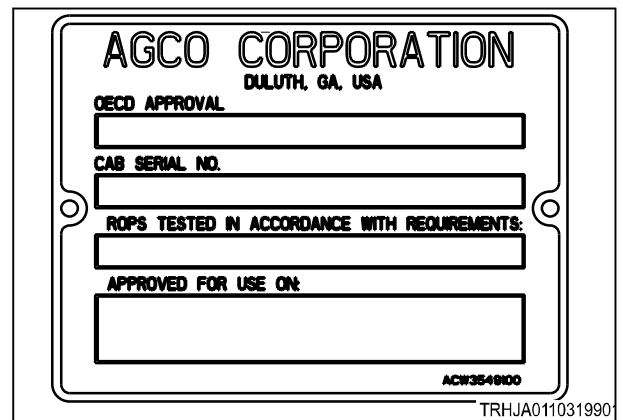 AGCO CORPORATION
DULUTH, GA, USA
OECD APPROVAL
CAB SERIAL NO.
ROPS TESTED IN ACCORDANCE WITH REQUIREMENTS:
APPROVED FOR USE ON:
ACW3549100
TRHJA0110319901